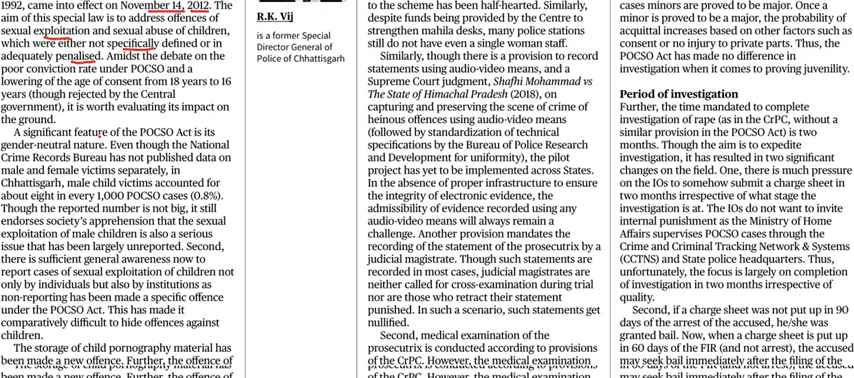 1992, came into effect on November 14, 2012. The
aim of this special law is to address offences of
sexual exploitation and sexual abuse of children,
which were either not specifically defined or in
adequately penalised. Amidst the debate on the
poor conviction rate under POCSO and a
lowering of the age of consent from 18 years to 16
years (though rejected by the Central
government), it is worth evaluating its impact on
the ground.
A significant feature of the POCSO Act is its
gender-neutral nature. Even though the National
Crime Records Bureau has not published data on
male and female victims separately, in
Chhattisgarh, male child victims accounted for
about eight in every 1,000 POCSO cases (0.8%).
Though the reported number is not big, it still
endorses society's apprehension that the sexual
exploitation of male children is also a serious
issue that has been largely unreported. Second,
there is sufficient general awareness now to
report cases of sexual exploitation of children not
only by individuals but also by institutions as
non-reporting has been made a specific offence
under the POCSO Act. This has made it
comparatively difficult to hide offences against
children.
The storage of child pornography material has
been made a new offence. Further, the offence of
been made a new offence. Further, the offence of
R.K. Vij
is a former Special
Director General of
Police of Chhattisgarh
to the scheme has been half-hearted. Similarly,
despite funds being provided by the Centre to
strengthen mahila desks, many police stations
still do not have even a single woman staff.
Similarly, though there is a provision to record
statements using audio-video means, and a
Supreme Court judgment, Shafhi Mohammad vs
The State of Himachal Pradesh (2018), on
capturing and preserving the scene of crime of
heinous offences using audio-video means
(followed by standardization of technical
specifications by the Bureau of Police Research
and Development for uniformity), the pilot
project has yet to be implemented across States.
In the absence of proper infrastructure to ensure
the integrity of electronic evidence, the
admissibility of evidence recorded using any
audio-video means will always remain a
challenge. Another provision mandates the
recording of the statement of the prosecutrix by a
judicial magistrate. Though such statements are
recorded in most cases, judicial magistrates are
neither called for cross-examination during trial
nor are those who retract their statement
punished. In such a scenario, such statements get
nullified.
Second, medical examination of the
prosecutrix is conducted according to provisions
of the CrPC. However, the medical examination
of the CrPC. However, the medical examination
cases minors are proved to be major. Once a
minor is proved to be a major, the probability of
acquittal increases based on other factors such as
consent or no injury to private parts. Thus, the
POCSO Act has made no difference in
investigation when it comes to proving juvenility.
Period of investigation
Further, the time mandated to complete
investigation of rape (as in the CrPC, without a
similar provision in the POCSO Act) is two
months. Though the aim is to expedite
investigation, it has resulted in two significant
changes on the field. One, there is much pressure
on the IOs to somehow submit a charge sheet in
two months irrespective of what stage the
investigation is at. The IOs do not want to invite
internal punishment as the Ministry of Home
Affairs supervises POCSO cases through the
Crime and Criminal Tracking Network & Systems
(CCTNS) and State police headquarters. Thus,
unfortunately, the focus is largely on completion
of investigation in two months irrespective of
quality.
Second, if a charge sheet was not put up in 90
days of the arrest of the accused, he/she was
granted bail. Now, when a charge sheet is put up
in 60 days of the FIR (and not arrest), the accused
may seek bail immediately after the filing of the
may seek bail immediately after the filing of the